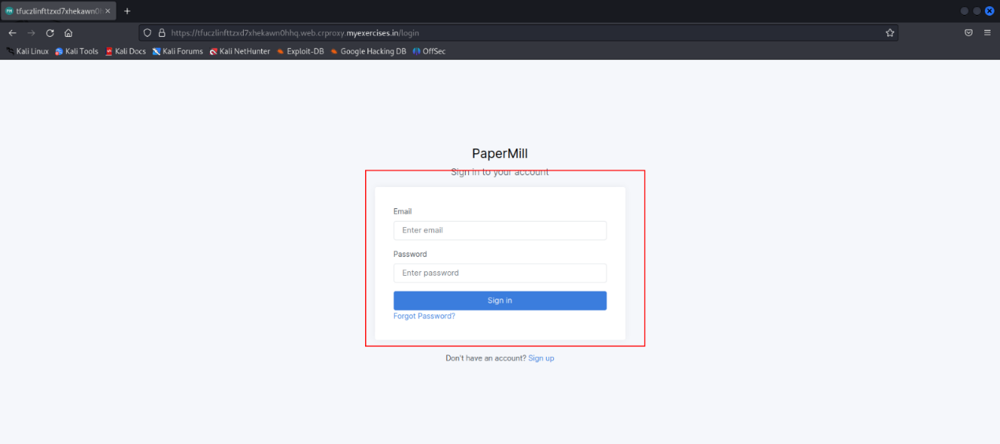 tfuczlinfttzxd7xhekawn0h
https://tfuczlinfttzxd7xhekawn0hhq.web.crproxy.myexercises.in/login
Kali Linux Kali Tools Kali Docs Kali Forums Kali NetHunter Exploit-DB Google Hacking DB OffSec
PaperMill
Sign in to your account
Email
Enter email
Password
Enter password
Sign in
Forgot Password?
Don't have an account? Sign up